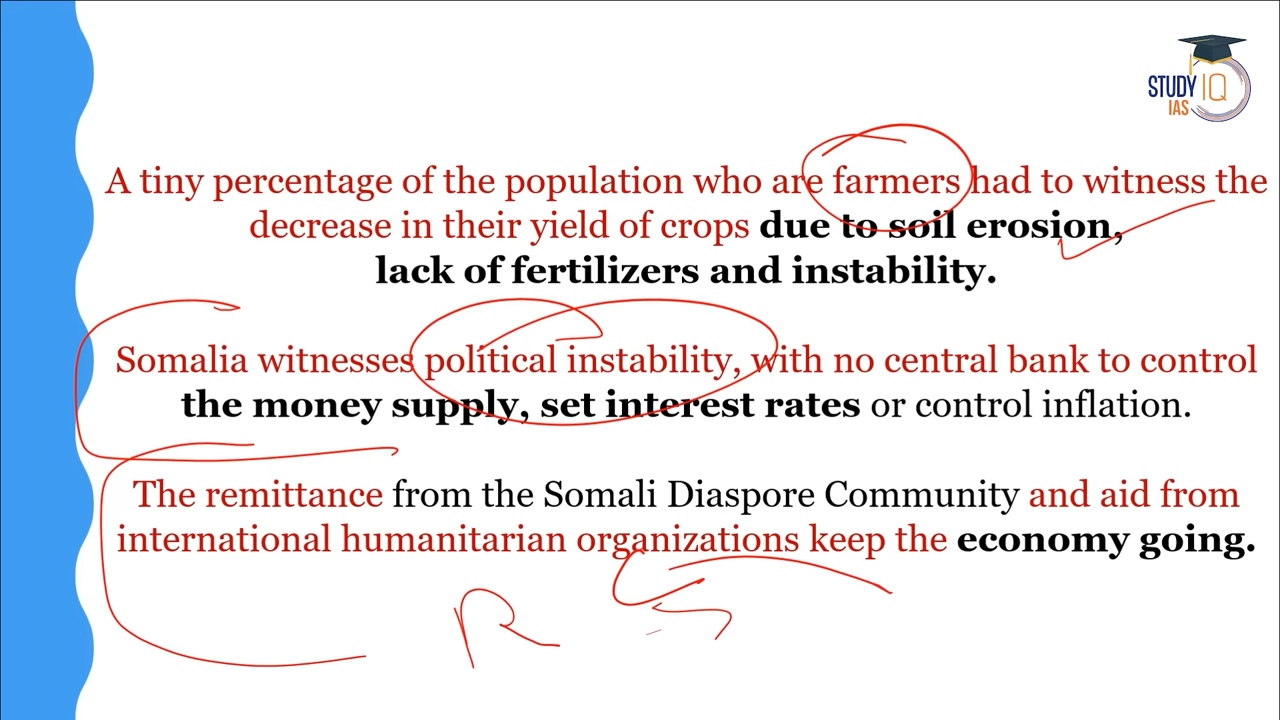 STUDY IQ
IAS
A tiny percentage of the population who are farmers had to witness the
decrease in their yield of crops due to soil erosion,
lack of fertilizers and instability.
Somalia witnesses political instability, with no central bank to control
the money supply, set interest rates or control inflation.
The remittance from the Somali Diaspore Community and aid from
international humanitarian organizations keep the economy going.
R